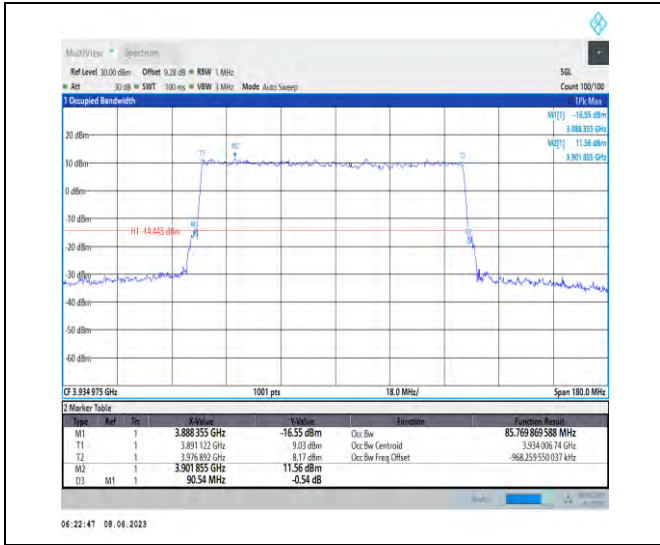 MultiView Spectrum
Ref Level 30.00 dBm Offset 9.28 dB RBW 1 MHz SGL
Att 30 dB SWT 100 ms VBW 3 MHz Mode Auto Sweep Count 100/100
1 Occupied Bandwidth 1Pk Max
M1[1] -16.55 dBm
3.888 355 GHz
M2[1] 11.56 dBm
3.901 855 GHz
20 dBm
T1 M2 T2
10 dBm
0 dBm
-10 dBm
M1
H1 -14.445 dBm
-30 dBm
-40 dBm
-50 dBm
-60 dBm
CF 3.934 975 GHz 1001 pts 18.0 MHz/ Span 180.0 MHz
2 Marker Table
Type Ref Trc X-Value Y-Value Function Function Result
M1 1 3.888 355 GHz -16.55 dBm Occ Bw 85.769 869 588 MHz
T1 1 3.891 122 GHz 9.03 dBm Occ Bw Centroid 3.934 006 74 GHz
T2 1 3.976 892 GHz 8.17 dBm Occ Bw Freq Offset -968.259 550 037 kHz
M2 1 3.901 855 GHz 11.56 dBm
D3 M1 1 90.54 MHz -0.54 dB
06:22:47 08.06.2023